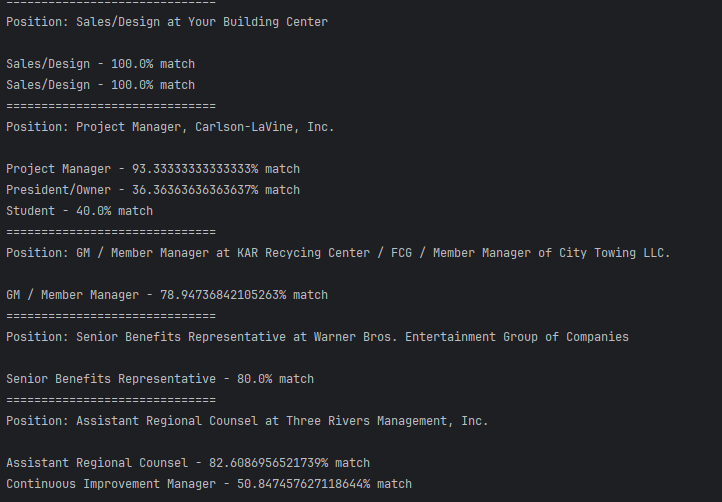 ==============================
Position: Sales/Design at Your Building Center
Sales/Design - 100.0% match
Sales/Design - 100.0% match
==============================
Position: Project Manager, Carlson-LaVine, Inc.
Project Manager - 93.33333333333333% match
President/Owner - 36.36363636363637% match
Student - 40.0% match
==============================
Position: GM / Member Manager at KAR Recycing Center / FCG / Member Manager of City Towing LLC.
GM / Member Manager - 78.94736842105263% match
==============================
Position: Senior Benefits Representative at Warner Bros. Entertainment Group of Companies
Senior Benefits Representative - 80.0% match
==============================
Position: Assistant Regional Counsel at Three Rivers Management, Inc.
Assistant Regional Counsel - 82.6086956521739% match
Continuous Improvement Manager - 50.847457627118644% match